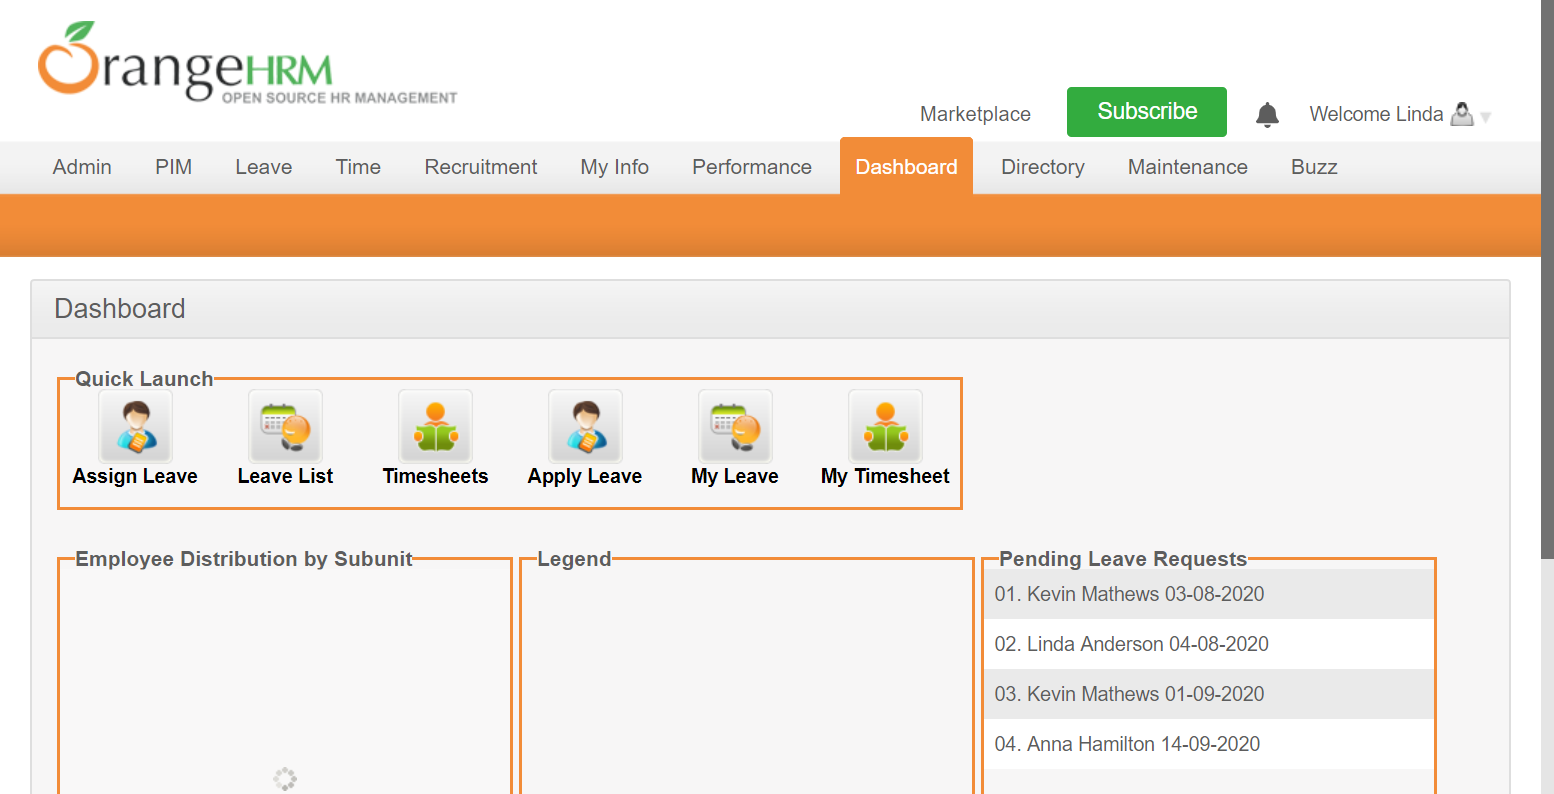 OrangeHRM
OPEN SOURCE HR MANAGEMENT
Marketplace
Subscribe
Welcome Linda
Admin PIM Leave Time Recruitment My Info Performance Dashboard Directory Maintenance Buzz
Dashboard
Quick Launch
Assign Leave Leave List Timesheets Apply Leave My Leave My Timesheet
Employee Distribution by Subunit
Legend
Pending Leave Requests
01. Kevin Mathews 03-08-2020
02. Linda Anderson 04-08-2020
03. Kevin Mathews 01-09-2020
04. Anna Hamilton 14-09-2020